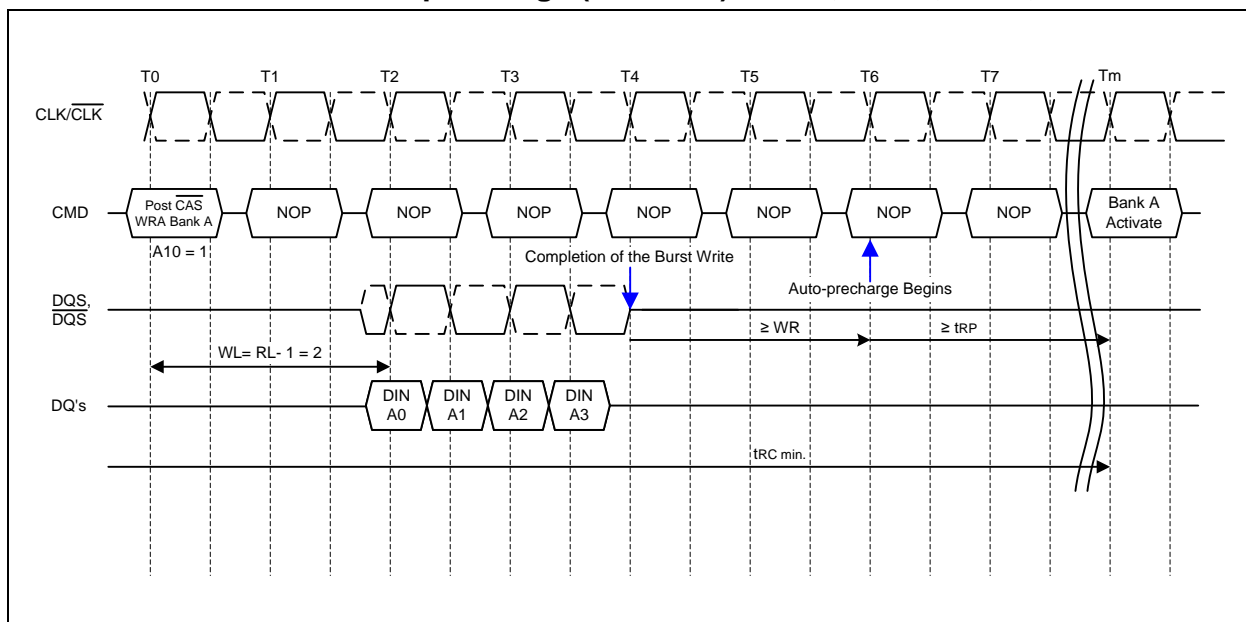 T0 T1 T2 T3 T4 T5 T6 T7 Tm
CLK/CLK
CMD
Post CAS
WRA Bank A
NOP NOP NOP NOP NOP NOP NOP
Bank A
Activate
A10 = 1
Completion of the Burst Write
Auto-precharge Begins
DQS,
DQS
≥ WR
≥ tRP
WL= RL- 1 = 2
DQ's
DIN
A0
DIN
A1
DIN
A2
DIN
A3
tRC min.